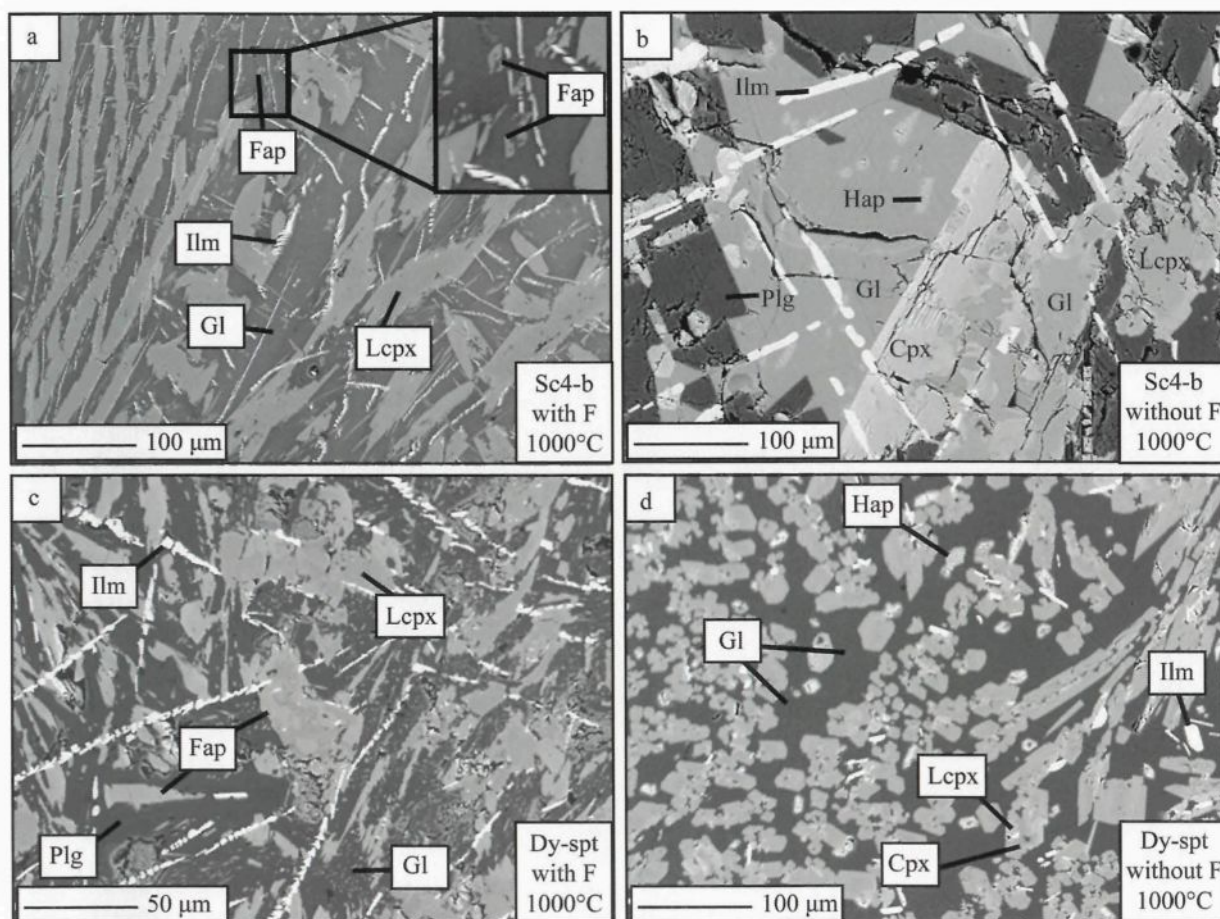 a
Fap
Fap
Ilm
Gl
Lcpx
Sc4-b
with F
1000°C
100 µm
b
Ilm
Hap
Plg
Gl
Gl
Lcpx
Cpx
Sc4-b
without F
1000°C
100 µm
c
Ilm
Lcpx
Fap
Plg
Gl
Dy-spt
with F
1000°C
50 µm
d
Hap
Gl
Ilm
Lcpx
Cpx
Dy-spt
without F
1000°C
100 µm